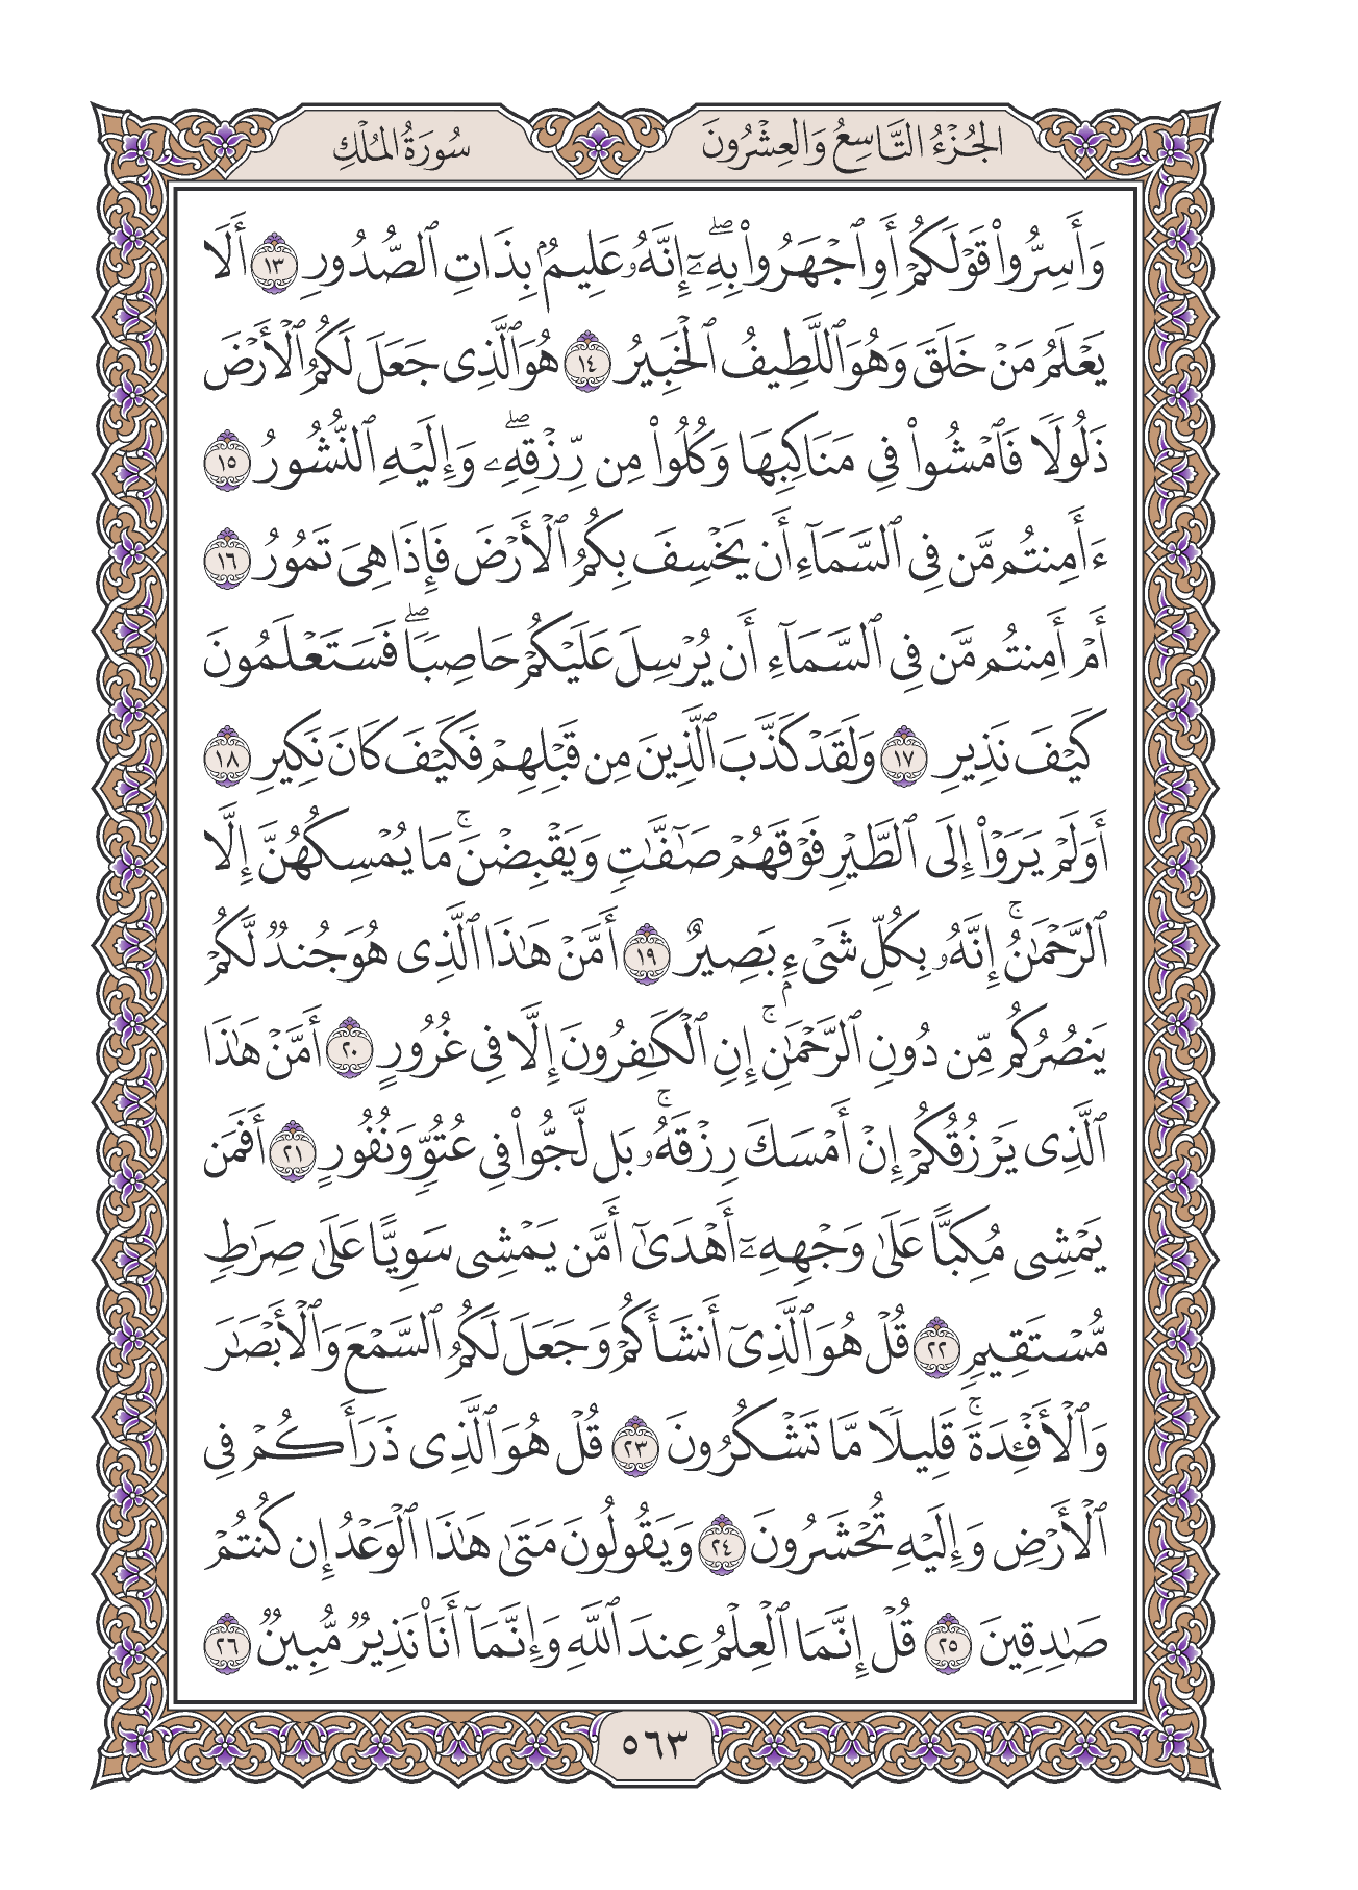 الجُزْءُ التَّاسِعُ وَالعِشْرُونَ
سُورَةُ المُلْكِ
وَأَسِرُّوا۟ قَوْلَكُمْ أَوِ ٱجْهَرُوا۟ بِهِۦٓۖ إِنَّهُۥ عَلِيمُۢ بِذَاتِ ٱلصُّدُورِ ١٣ أَلَا
يَعْلَمُ مَنْ خَلَقَ وَهُوَ ٱللَّطِيفُ ٱلْخَبِيرُ ١٤ هُوَ ٱلَّذِى جَعَلَ لَكُمُ ٱلْأَرْضَ
ذَلُولًا فَٱمْشُوا۟ فِى مَنَاكِبِهَا وَكُلُوا۟ مِن رِّزْقِهِۦۖ وَإِلَيْهِ ٱلنُّشُورُ ١٥
ءَأَمِنتُم مَّن فِى ٱلسَّمَآءِ أَن يَخْسِفَ بِكُمُ ٱلْأَرْضَ فَإِذَا هِىَ تَمُورُ ١٦
أَمْ أَمِنتُم مَّن فِى ٱلسَّمَآءِ أَن يُرْسِلَ عَلَيْكُمْ حَاصِبًاۖ فَسَتَعْلَمُونَ
كَيْفَ نَذِيرِ ١٧ وَلَقَدْ كَذَّبَ ٱلَّذِينَ مِن قَبْلِهِمْ فَكَيْفَ كَانَ نَكِيرِ ١٨
أَوَلَمْ يَرَوْا۟ إِلَى ٱلطَّيْرِ فَوْقَهُمْ صَٰٓفَّٰتٍ وَيَقْبِضْنَۚ مَا يُمْسِكُهُنَّ إِلَّا
ٱلرَّحْمَٰنُۚ إِنَّهُۥ بِكُلِّ شَىْءِۭ بَصِيرٌ ١٩ أَمَّنْ هَٰذَا ٱلَّذِى هُوَ جُندٌ لَّكُمْ
يَنصُرُكُم مِّن دُونِ ٱلرَّحْمَٰنِۚ إِنِ ٱلْكَٰفِرُونَ إِلَّا فِى غُرُورٍ ٢٠ أَمَّنْ هَٰذَا
ٱلَّذِى يَرْزُقُكُمْ إِنْ أَمْسَكَ رِزْقَهُۥۚ بَل لَّجُّوا۟ فِى عُتُوٍّ وَنُفُورٍ ٢١ أَفَمَن
يَمْشِى مُكِبًّا عَلَىٰ وَجْهِهِۦٓ أَهْدَىٰٓ أَمَّن يَمْشِى سَوِيًّا عَلَىٰ صِرَٰطٍ
مُّسْتَقِيمٍ ٢٢ قُلْ هُوَ ٱلَّذِىٓ أَنشَأَكُمْ وَجَعَلَ لَكُمُ ٱلسَّمْعَ وَٱلْأَبْصَٰرَ
وَٱلْأَفْـِٔدَةَۚ قَلِيلًا مَّا تَشْكُرُونَ ٢٣ قُلْ هُوَ ٱلَّذِى ذَرَأَكُمْ فِى
ٱلْأَرْضِ وَإِلَيْهِ تُحْشَرُونَ ٢٤ وَيَقُولُونَ مَتَىٰ هَٰذَا ٱلْوَعْدُ إِن كُنتُمْ
صَٰدِقِينَ ٢٥ قُلْ إِنَّمَا ٱلْعِلْمُ عِندَ ٱللَّهِ وَإِنَّمَآ أَنَا۠ نَذِيرٌ مُّبِينٌ ٢٦
٥٦٣